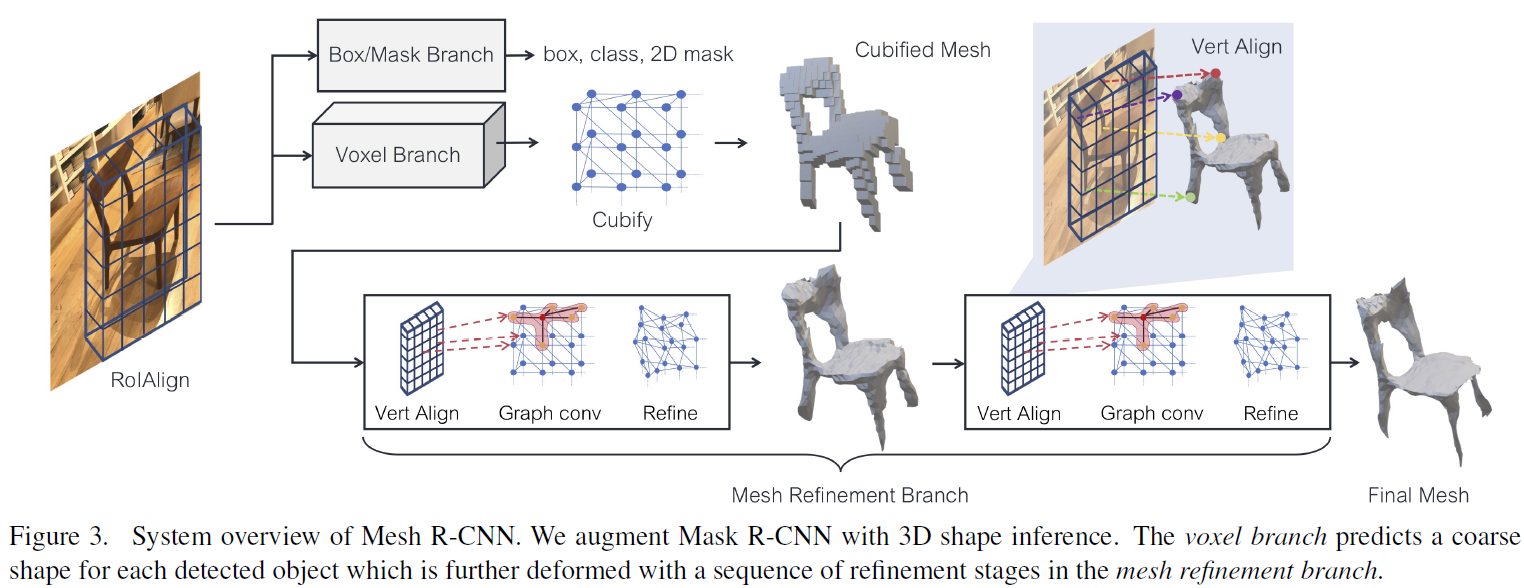 Box/Mask Branch
box, class, 2D mask
Voxel Branch
Cubify
Cubified Mesh
Vert Align
RoIAlign
Vert Align
Graph conv
Refine
Vert Align
Graph conv
Refine
Mesh Refinement Branch
Final Mesh
Figure 3. System overview of Mesh R-CNN. We augment Mask R-CNN with 3D shape inference. The voxel branch predicts a coarse
shape for each detected object which is further deformed with a sequence of refinement stages in the mesh refinement branch.